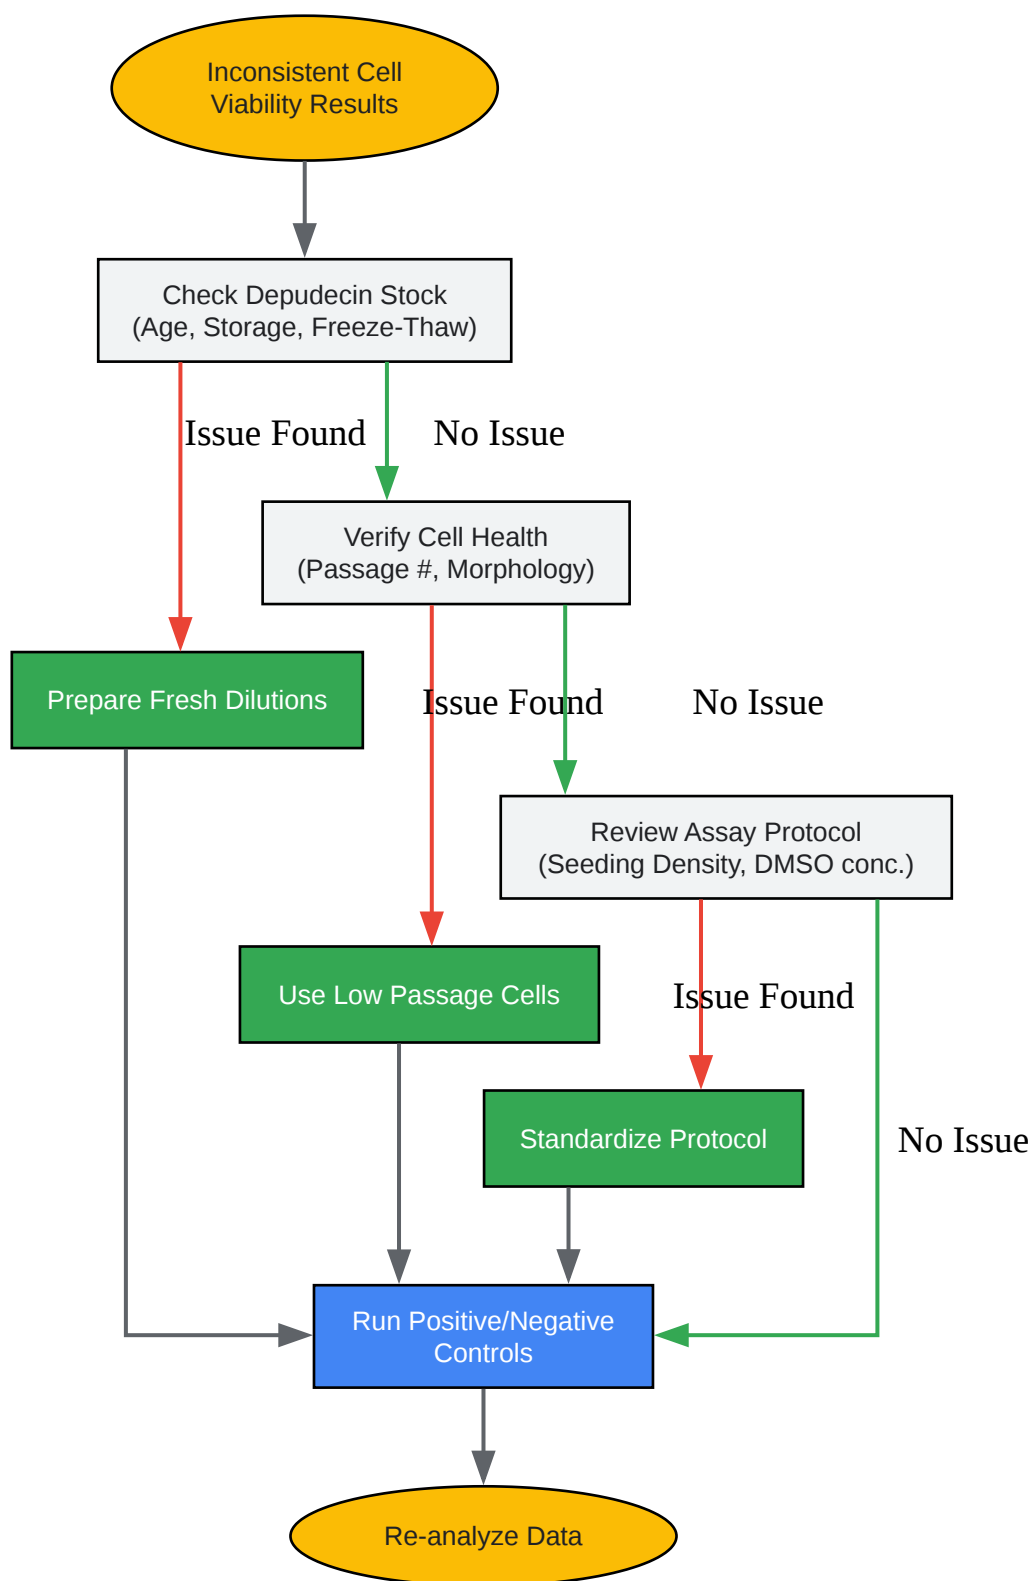 Inconsistent Cell
Viability Results
Check Depudecin Stock
(Age, Storage, Freeze-Thaw)
Issue Found
No Issue
Verify Cell Health
(Passage #, Morphology)
Prepare Fresh Dilutions
Issue Found
No Issue
Review Assay Protocol
(Seeding Density, DMSO conc.)
Use Low Passage Cells
Issue Found
Standardize Protocol
No Issue
Run Positive/Negative
Controls
Re-analyze Data